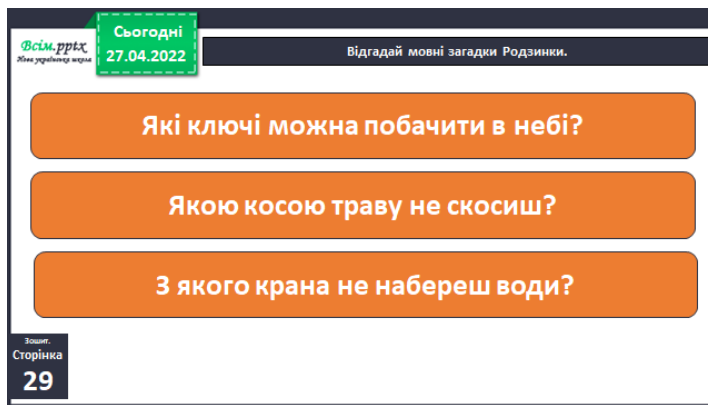 Всім.pptx
Нова українська школа
Сьогодні
27.04.2022
Відгадай мовні загадки Родзинки.
Які ключі можна побачити в небі?
Якою косою траву не скосиш?
З якого крана не набереш води?
Зошит.
Сторінка
29